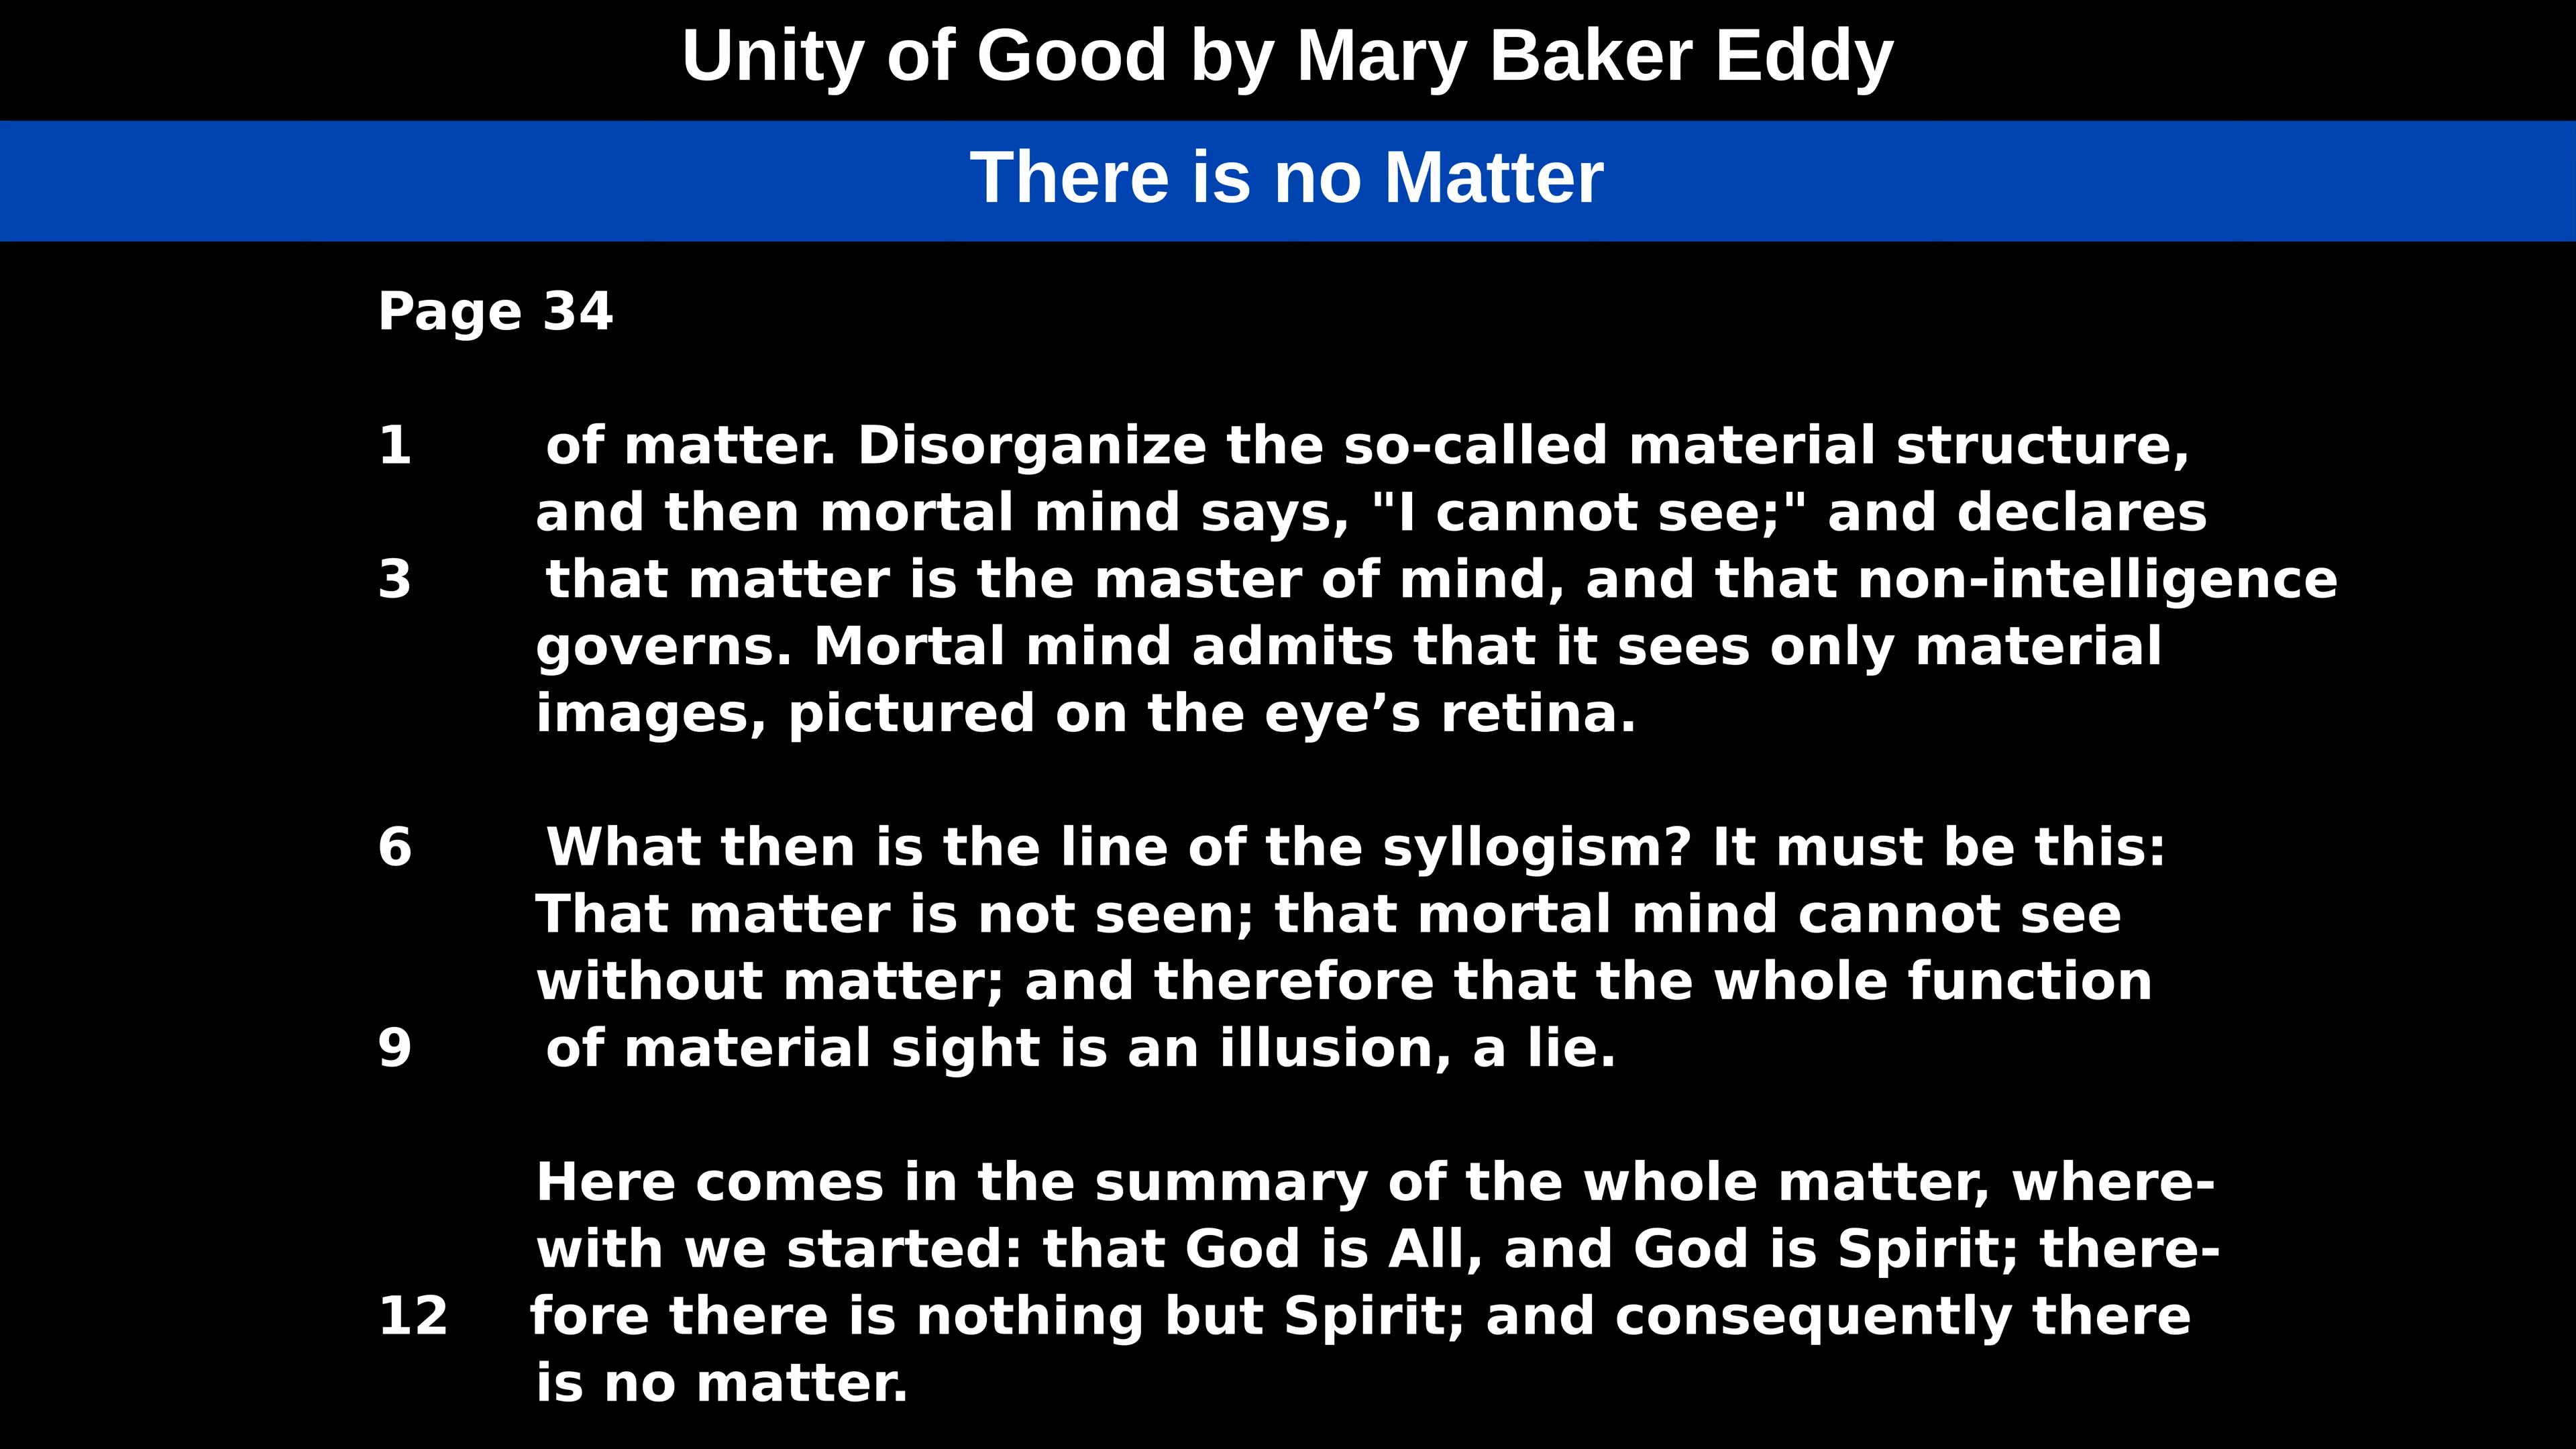 Unity of Good by Mary Baker Eddy
There is no Matter
Page 34
1 of matter. Disorganize the so-called material structure,
and then mortal mind says, "I cannot see;" and declares
3 that matter is the master of mind, and that non-intelligence
governs. Mortal mind admits that it sees only material
images, pictured on the eye’s retina.
6 What then is the line of the syllogism? It must be this:
That matter is not seen; that mortal mind cannot see
without matter; and therefore that the whole function
9 of material sight is an illusion, a lie.
Here comes in the summary of the whole matter, where-
with we started: that God is All, and God is Spirit; there-
12 fore there is nothing but Spirit; and consequently there
is no matter.